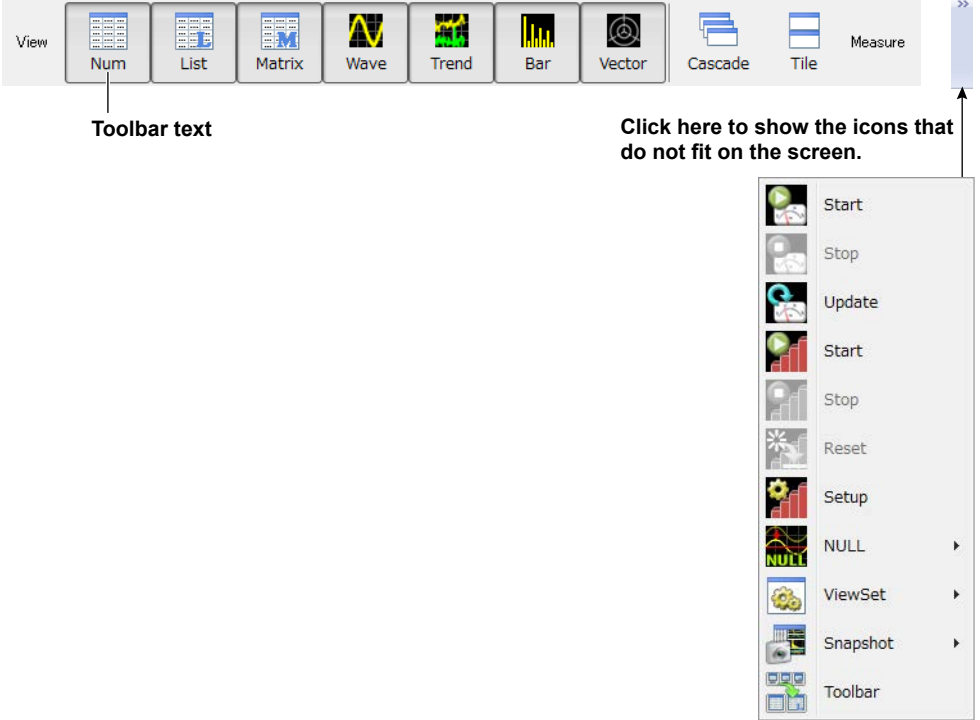 View
Num
List
Matrix
Wave
Trend
Bar
Vector
Cascade
Tile
Measure
»
L
M
Toolbar text
Click here to show the icons that
do not fit on the screen.
Start
Stop
Update
Start
Stop
Reset
Setup
NULL
NULL
ViewSet
Snapshot
Toolbar